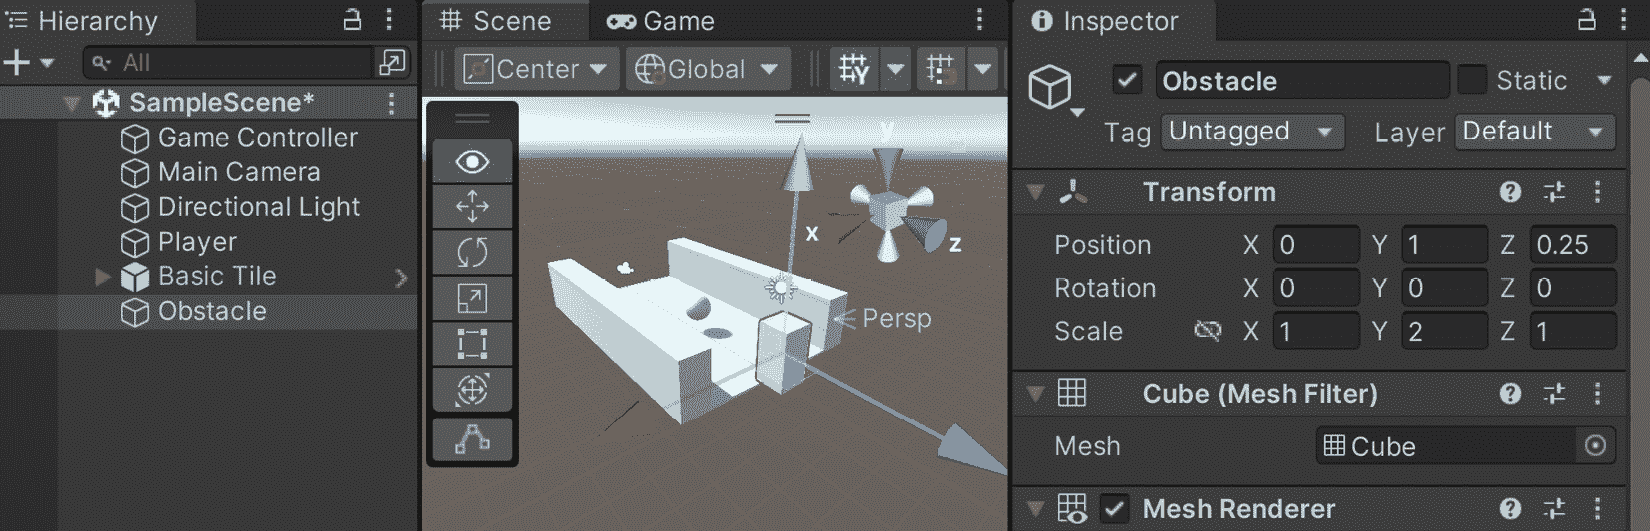 Hierarchy
All
SampleScene*
Game Controller
Main Camera
Directional Light
Player
Basic Tile
Obstacle
Scene
Game
Center
Global
y
x
z
Persp
Inspector
Obstacle
Static
Tag Untagged Layer Default
Transform
Position X 0 Y 1 Z 0.25
Rotation X 0 Y 0 Z 0
Scale X 1 Y 2 Z 1
Cube (Mesh Filter)
Mesh Cube
Mesh Renderer